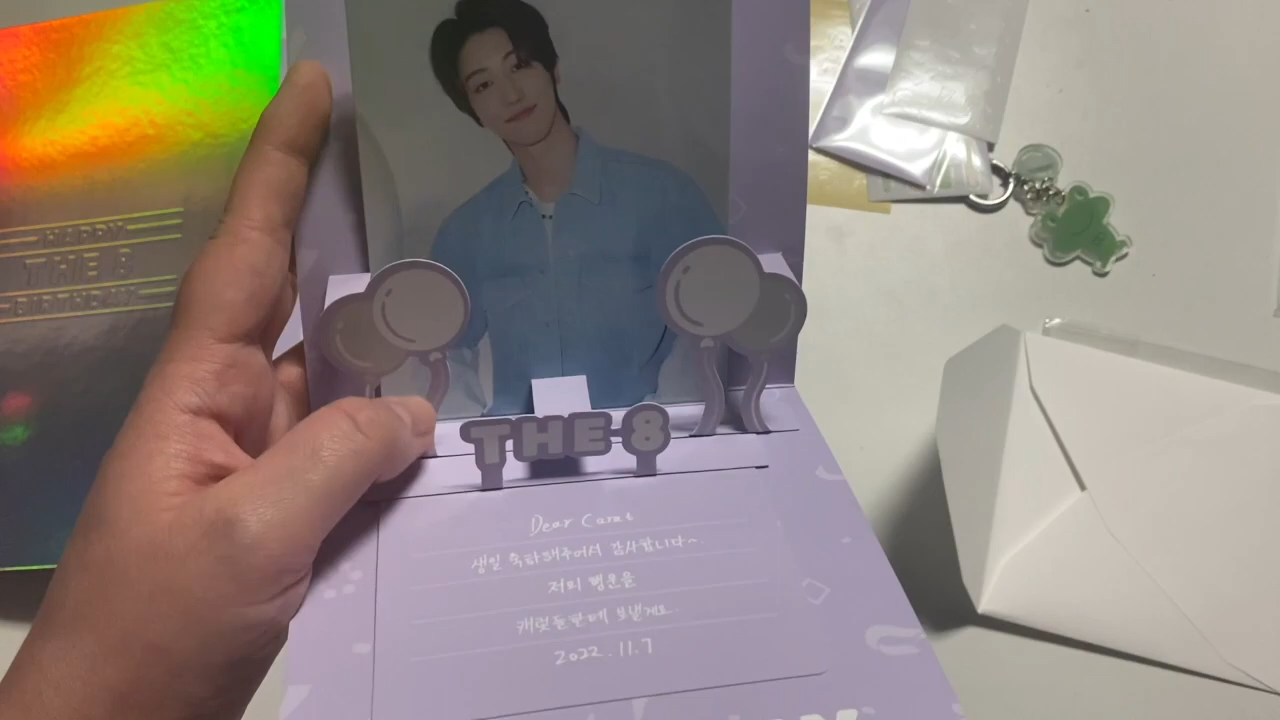 HAPPY
THE 8
BIRTHDAY
THE 8
Dear Carat
생일 축하해주어서 감사합니다~.
저의 행운을
캐럿들한테 보낼게요.
2022.11.7